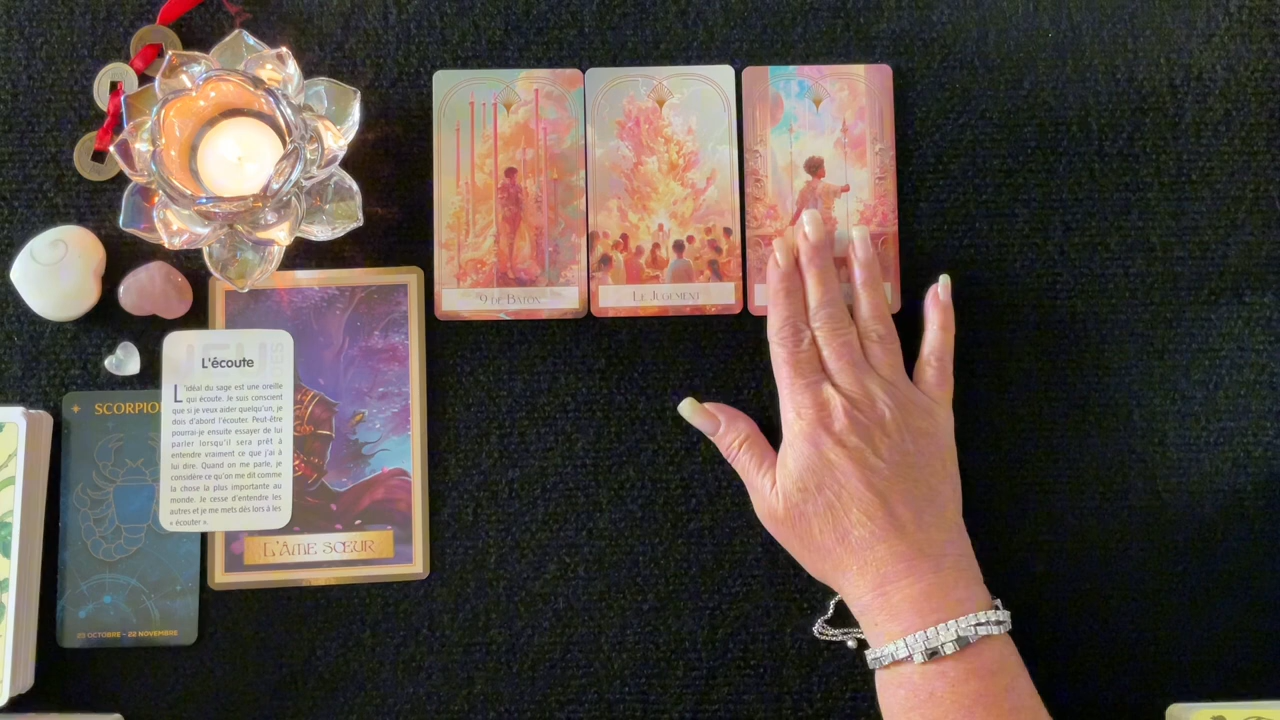 9 DE BÂTON
LE JUGEMENT
L'écoute
L'idéal du sage est une oreille
qui écoute. Je suis conscient
que si je veux aider quelqu'un, je
dois d'abord l'écouter. Peut-être
pourrai-je ensuite essayer de lui
parler lorsqu'il sera prêt à
entendre vraiment ce que j'ai à
lui dire. Quand on me parle, je
considère ce qu'on me dit comme
la chose la plus importante au
monde. Je cesse d'entendre les
autres et je me mets dès lors à les
« écouter ».
SCORPIO
23 OCTOBRE - 22 NOVEMBRE
L'ÂME SŒUR